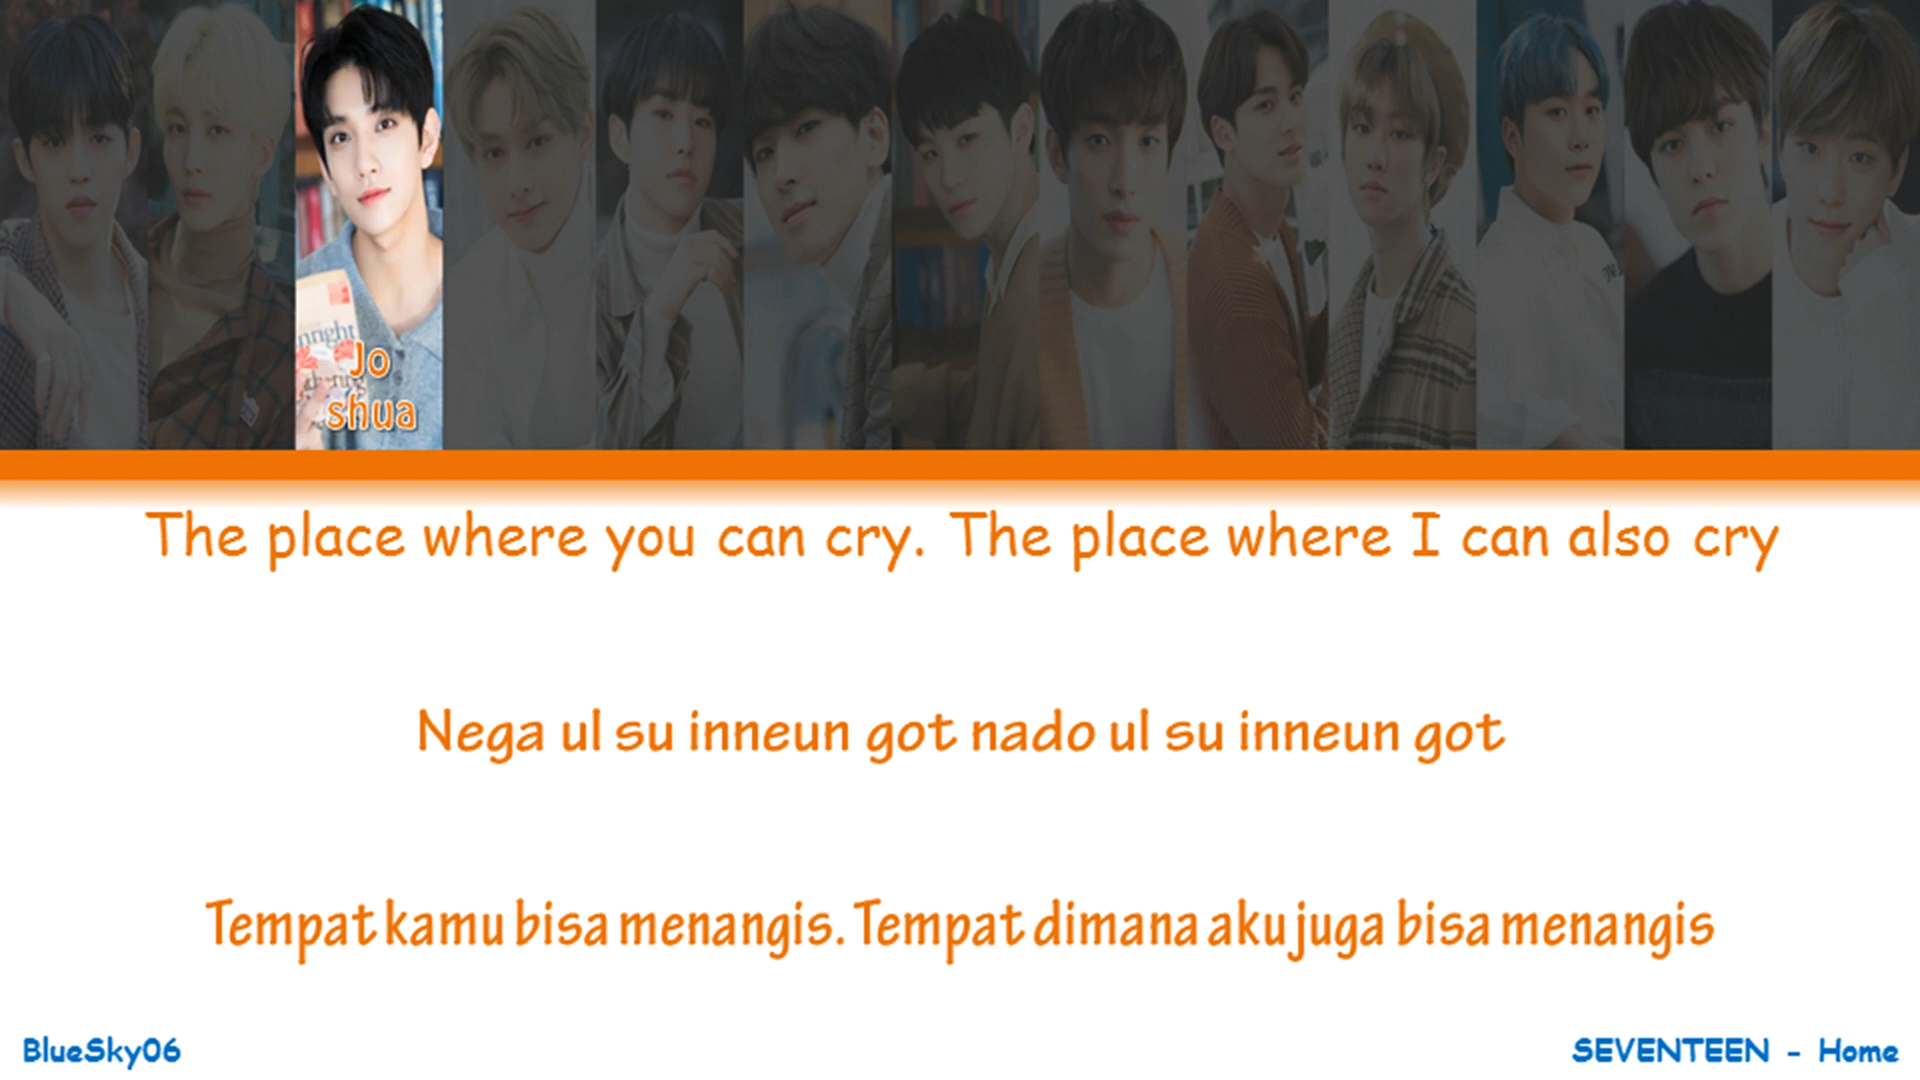 Jo
shua
The place where you can cry. The place where I can also cry
Nega ul su inneun got nado ul su inneun got
Tempat kamu bisa menangis. Tempat dimana aku juga bisa menangis
BlueSky06
SEVENTEEN - Home